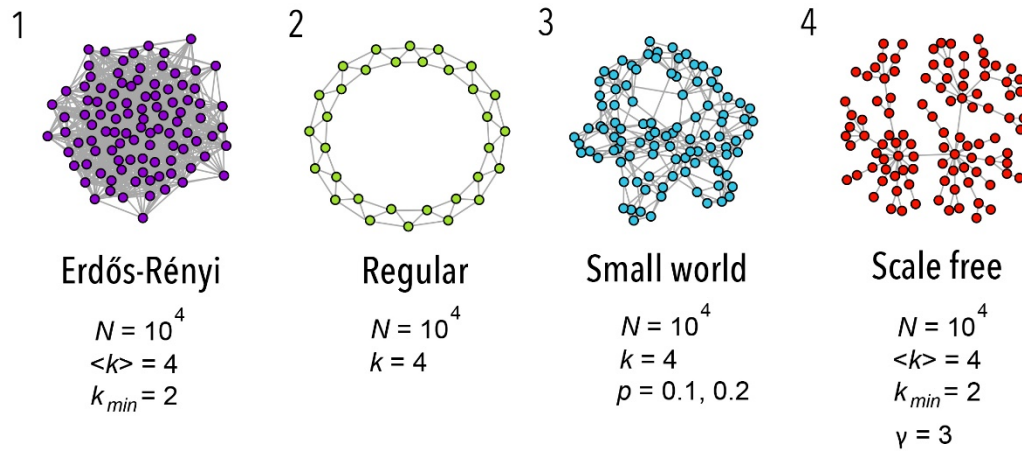 1
Erdős-Rényi
N = 10^4
<k> = 4
k_min = 2
2
Regular
N = 10^4
k = 4
3
Small world
N = 10^4
k = 4
p = 0.1, 0.2
4
Scale free
N = 10^4
<k> = 4
k_min = 2
γ = 3